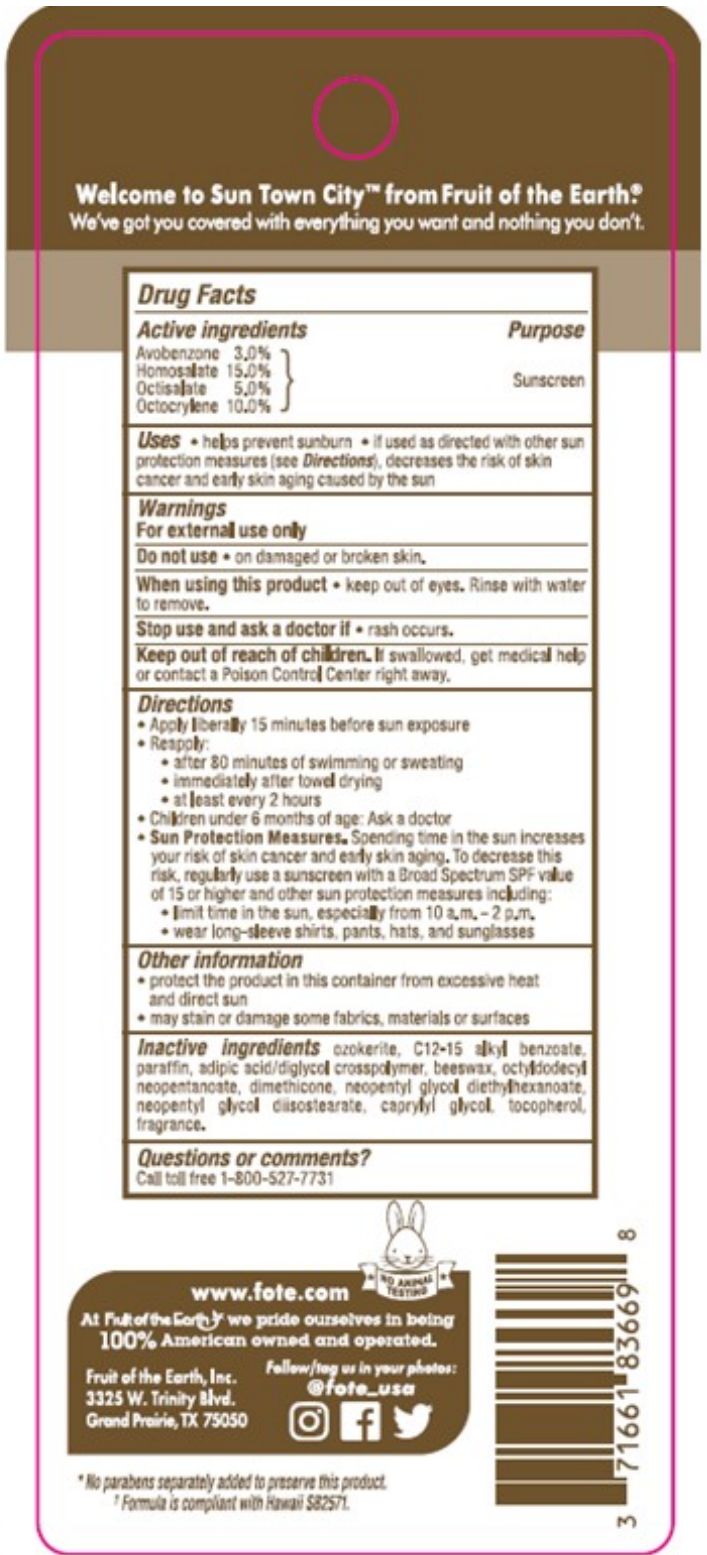 Welcome to Sun Town City™ from Fruit of the Earth®.
We've got you covered with everything you want and nothing you don't.
Drug Facts
Active ingredients Purpose
Avobenzone 3.0%
Homosalate 15.0%
Octisalate 5.0%
Octocrylene 10.0%
Sunscreen
Uses • helps prevent sunburn • if used as directed with other sun
protection measures (see Directions), decreases the risk of skin
cancer and early skin aging caused by the sun
Warnings
For external use only
Do not use • on damaged or broken skin.
When using this product • keep out of eyes. Rinse with water
to remove.
Stop use and ask a doctor if • rash occurs.
Keep out of reach of children. If swallowed, get medical help
or contact a Poison Control Center right away.
Directions
• Apply liberally 15 minutes before sun exposure
• Reapply:
• after 80 minutes of swimming or sweating
• immediately after towel drying
• at least every 2 hours
• Children under 6 months of age: Ask a doctor
• Sun Protection Measures. Spending time in the sun increases
your risk of skin cancer and early skin aging. To decrease this
risk, regularly use a sunscreen with a Broad Spectrum SPF value
of 15 or higher and other sun protection measures including:
• limit time in the sun, especially from 10 a.m. – 2 p.m.
• wear long-sleeve shirts, pants, hats, and sunglasses
Other information
• protect the product in this container from excessive heat
and direct sun
• may stain or damage some fabrics, materials or surfaces
Inactive ingredients ozokerite, C12-15 alkyl benzoate,
paraffin, adipic acid/diglycol crosspolymer, beeswax, octyldodecyl
neopentanoate, dimethicone, neopentyl glycol diethylhexanoate,
neopentyl glycol diisostearate, caprylyl glycol, tocopherol,
fragrance.
Questions or comments?
Call toll free 1-800-527-7731
NO ANIMAL
TESTING
www.fote.com
At Fruit of the Earth we pride ourselves in being
100% American owned and operated.
Fruit of the Earth, Inc.
3325 W. Trinity Blvd.
Grand Prairie, TX 75050
Follow/tag us in your photos:
@fote_usa
3 71661 83669 8
* No parabens separately added to preserve this product.
† Formula is compliant with Hawaii SB2571.